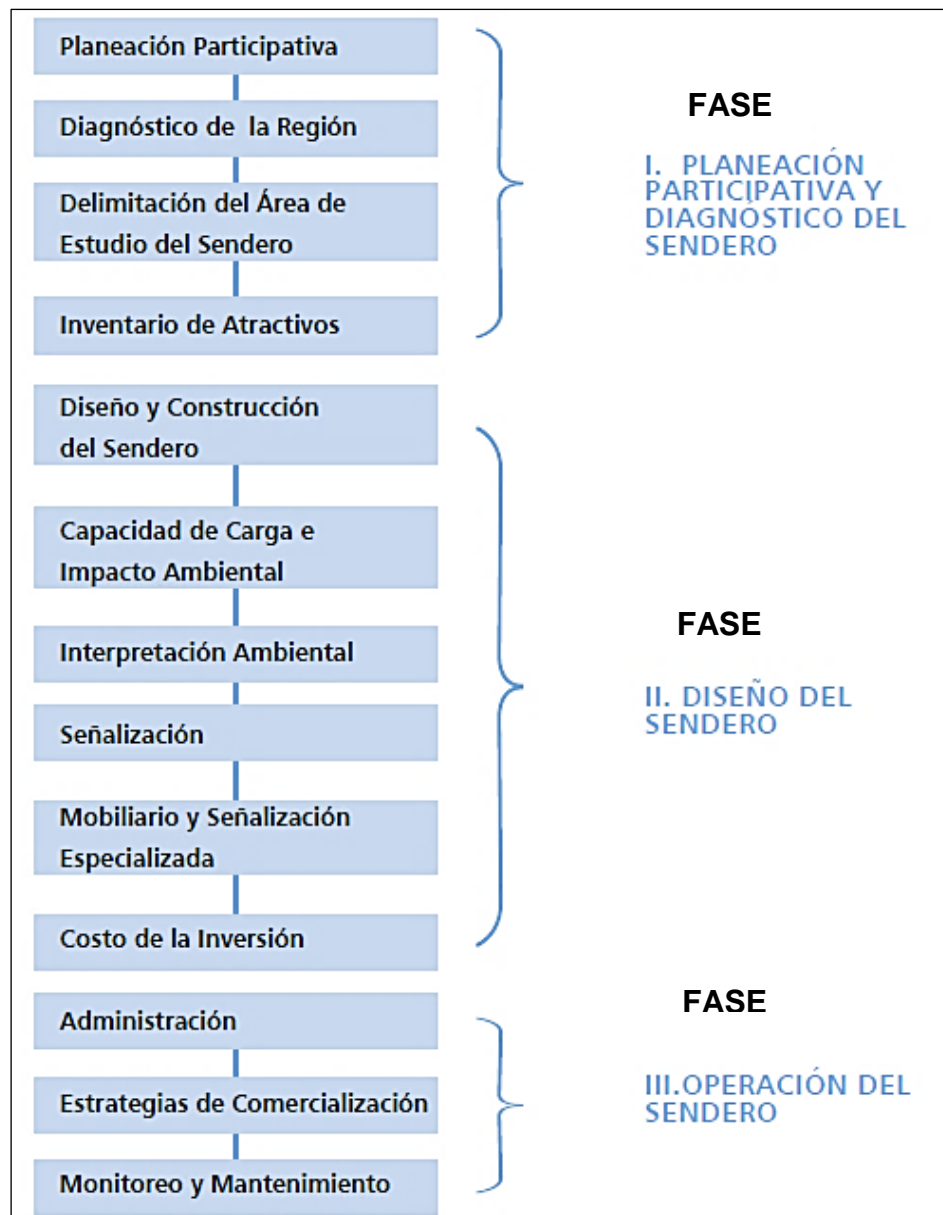 Planeación Participativa
Diagnóstico de la Región
Delimitación del Área de
Estudio del Sendero
Inventario de Atractivos
FASE
I. PLANEACIÓN
PARTICIPATIVA Y
DIAGNÓSTICO DEL
SENDERO
Diseño y Construcción
del Sendero
Capacidad de Carga e
Impacto Ambiental
Interpretación Ambiental
Señalización
Mobiliario y Señalización
Especializada
Costo de la Inversión
FASE
II. DISEÑO DEL
SENDERO
Administración
Estrategias de Comercialización
Monitoreo y Mantenimiento
FASE
III.OPERACIÓN DEL
SENDERO